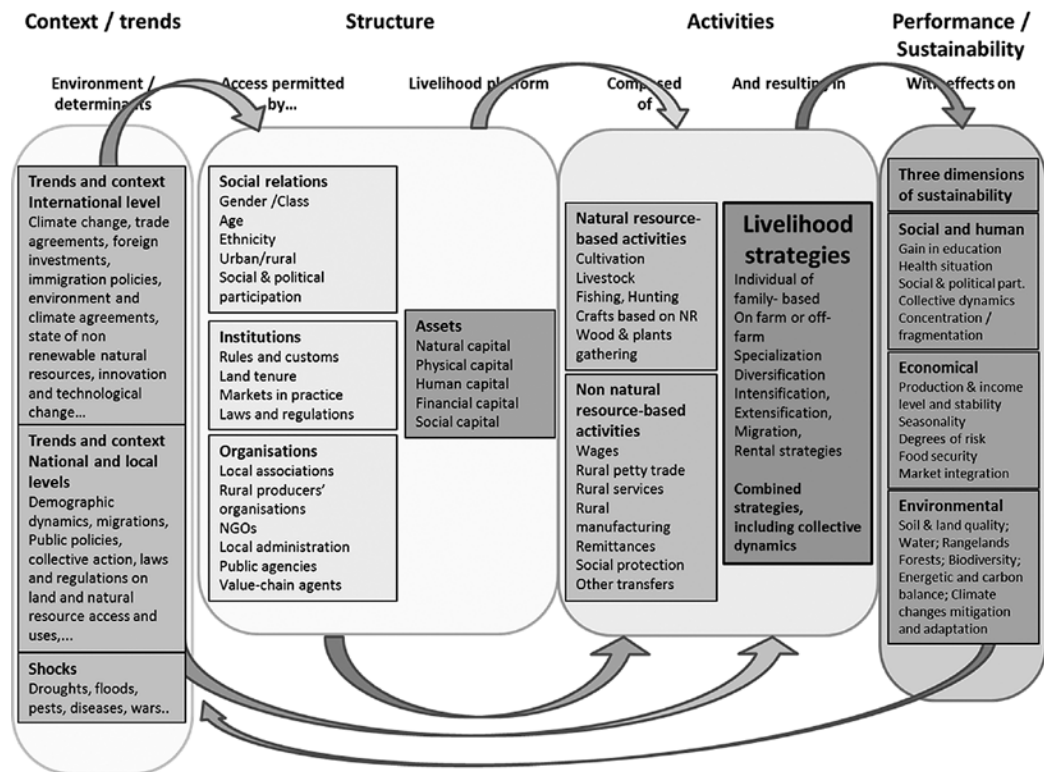 Context / trends
Structure
Activities
Performance /
Sustainability
Environment /
determinants
Access permitted
by...
Livelihood platform
Composed
of
And resulting in
With effects on
Trends and context
International level
Climate change, trade
agreements, foreign
investments,
immigration policies,
environment and
climate agreements,
state of non
renewable natural
resources, innovation
and technological
change...
Trends and context
National and local
levels
Demographic
dynamics, migrations,
Public policies,
collective action, laws
and regulations on
land and natural
resource access and
uses,...
Shocks
Droughts, floods,
pests, diseases, wars..
Social relations
Gender /Class
Age
Ethnicity
Urban/rural
Social & political
participation
Institutions
Rules and customs
Land tenure
Markets in practice
Laws and regulations
Organisations
Local associations
Rural producers’
organisations
NGOs
Local administration
Public agencies
Value-chain agents
Assets
Natural capital
Physical capital
Human capital
Financial capital
Social capital
Natural resource-
based activities
Cultivation
Livestock
Fishing, Hunting
Crafts based on NR
Wood & plants
gathering
Non natural
resource-based
activities
Wages
Rural petty trade
Rural services
Rural
manufacturing
Remittances
Social protection
Other transfers
Livelihood
strategies
Individual of
family- based
On farm or off-
farm
Specialization
Diversification
Intensification,
Extensification,
Migration,
Rental strategies
Combined
strategies,
including collective
dynamics
Three dimensions
of sustainability
Social and human
Gain in education
Health situation
Social & political part.
Collective dynamics
Concentration /
fragmentation
Economical
Production & income
level and stability
Seasonality
Degrees of risk
Food security
Market integration
Environmental
Soil & land quality;
Water; Rangelands
Forests; Biodiversity;
Energetic and carbon
balance; Climate
changes mitigation
and adaptation